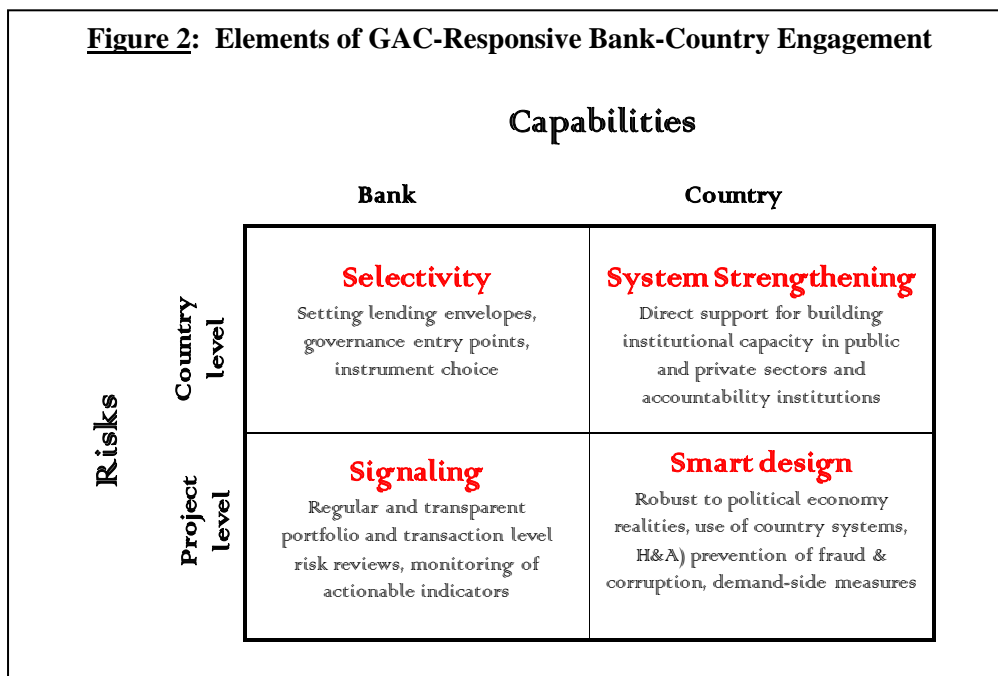 Figure 2: Elements of GAC-Responsive Bank-Country Engagement
Capabilities
Bank
Country
Risks
Country
level
Selectivity
Setting lending envelopes,
governance entry points,
instrument choice
System Strengthening
Direct support for building
institutional capacity in public
and private sectors and
accountability institutions
Project
level
Signaling
Regular and transparent
portfolio and transaction level
risk reviews, monitoring of
actionable indicators
Smart design
Robust to political economy
realities, use of country systems,
H&A) prevention of fraud &
corruption, demand-side measures